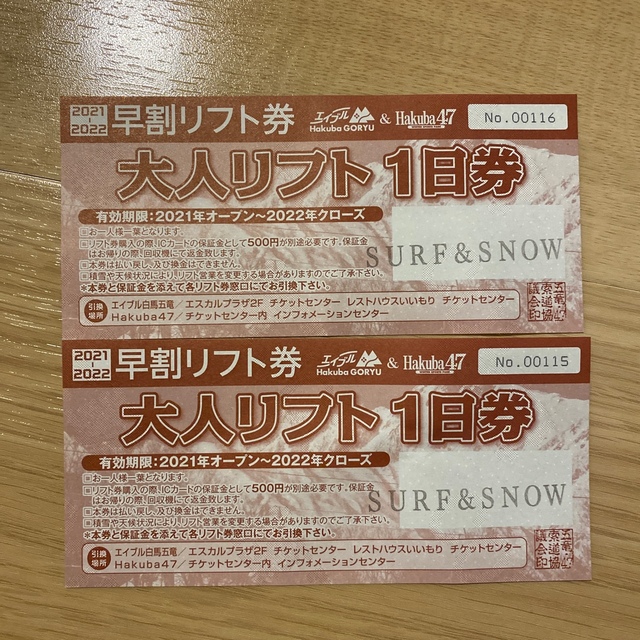 2021-2022 早割リフト券 エイブル Hakuba GORYU & Hakuba47 No.00116
大人リフト1日券
有効期限：2021年オープン〜2022年クローズ
※お一人様一葉となります。
※リフト券購入の際、ICカードの保証金として500円が別途必要です。保証金
はお帰りの際、回収機にて返金致します。
※本券は払い戻し、及び換金はできません。
※積雪や天候状況により、リフト営業を変更する場合がありますのでご了承下さい。
*本券と保証金を添えて各リフト券窓口にてお引換下さい。
SURF&SNOW
引換場所 エイブル白馬五竜／エスカルプラザ2F チケットセンター レストハウスいいもり チケットセンター
Hakuba47／チケットセンター内 インフォメーションセンター
五竜・47索道協議会印
2021-2022 早割リフト券 エイブル Hakuba GORYU & Hakuba47 No.00115
大人リフト1日券
有効期限：2021年オープン〜2022年クローズ
※お一人様一葉となります。
※リフト券購入の際、ICカードの保証金として500円が別途必要です。保証金
はお帰りの際、回収機にて返金致します。
※本券は払い戻し、及び換金はできません。
※積雪や天候状況により、リフト営業を変更する場合がありますのでご了承下さい。
*本券と保証金を添えて各リフト券窓口にてお引換下さい。
SURF&SNOW
引換場所 エイブル白馬五竜／エスカルプラザ2F チケットセンター レストハウスいいもり チケットセンター
Hakuba47／チケットセンター内 インフォメーションセンター
五竜・47索道協議会印